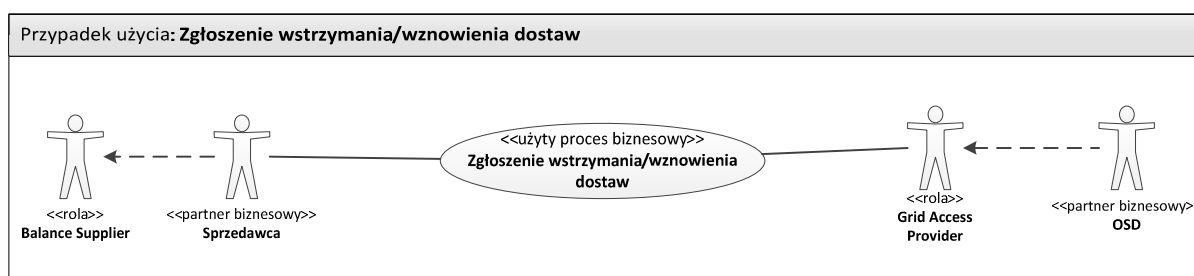 Przypadek użycia: Zgłoszenie wstrzymania/wznowienia dostaw
<<użyty proces biznesowy>>
Zgłoszenie wstrzymania/wznowienia
dostaw
<<rola>>
Balance Supplier
<<partner biznesowy>>
Sprzedawca
<<rola>>
Grid Access
Provider
<<partner biznesowy>
OSD